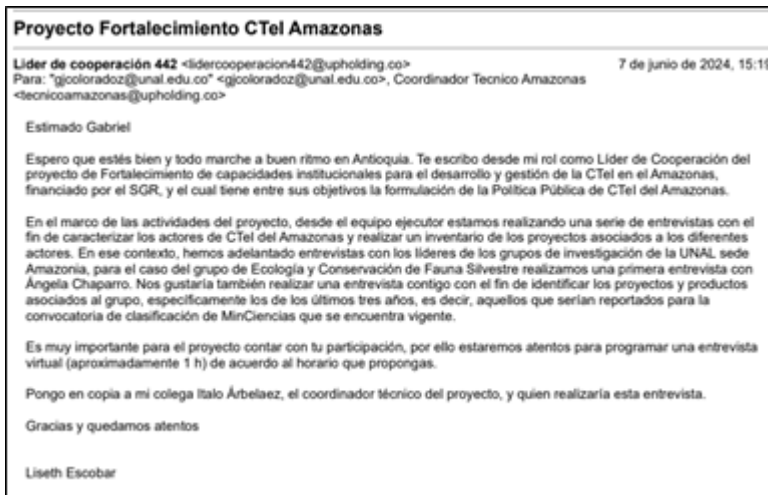 Proyecto Fortalecimiento CTeI Amazonas
Líder de cooperación 442 <lidercooperacion442@upholding.co> 7 de junio de 2024, 15:19
Para: "gjcoloradoz@unal.edu.co" <gjcoloradoz@unal.edu.co>, Coordinador Tecnico Amazonas
<tecnicoamazonas@upholding.co>
Estimado Gabriel
Espero que estés bien y todo marche a buen ritmo en Antioquia. Te escribo desde mi rol como Líder de Cooperación del
proyecto de Fortalecimiento de capacidades institucionales para el desarrollo y gestión de la CTeI en el Amazonas,
financiado por el SGR, y el cual tiene entre sus objetivos la formulación de la Política Pública de CTeI del Amazonas.
En el marco de las actividades del proyecto, desde el equipo ejecutor estamos realizando una serie de entrevistas con el
fin de caracterizar los actores de CTeI del Amazonas y realizar un inventario de los proyectos asociados a los diferentes
actores. En ese contexto, hemos adelantado entrevistas con los líderes de los grupos de investigación de la UNAL sede
Amazonia, para el caso del grupo de Ecología y Conservación de Fauna Silvestre realizamos una primera entrevista con
Ángela Chaparro. Nos gustaría también realizar una entrevista contigo con el fin de identificar los proyectos y productos
asociados al grupo, específicamente los de los últimos tres años, es decir, aquellos que serían reportados para la
convocatoria de clasificación de MinCiencias que se encuentra vigente.
Es muy importante para el proyecto contar con tu participación, por ello estaremos atentos para programar una entrevista
virtual (aproximadamente 1 h) de acuerdo al horario que propongas.
Pongo en copia a mi colega Italo Árbelaez, el coordinador técnico del proyecto, y quien realizaría esta entrevista.
Gracias y quedamos atentos
Liseth Escobar